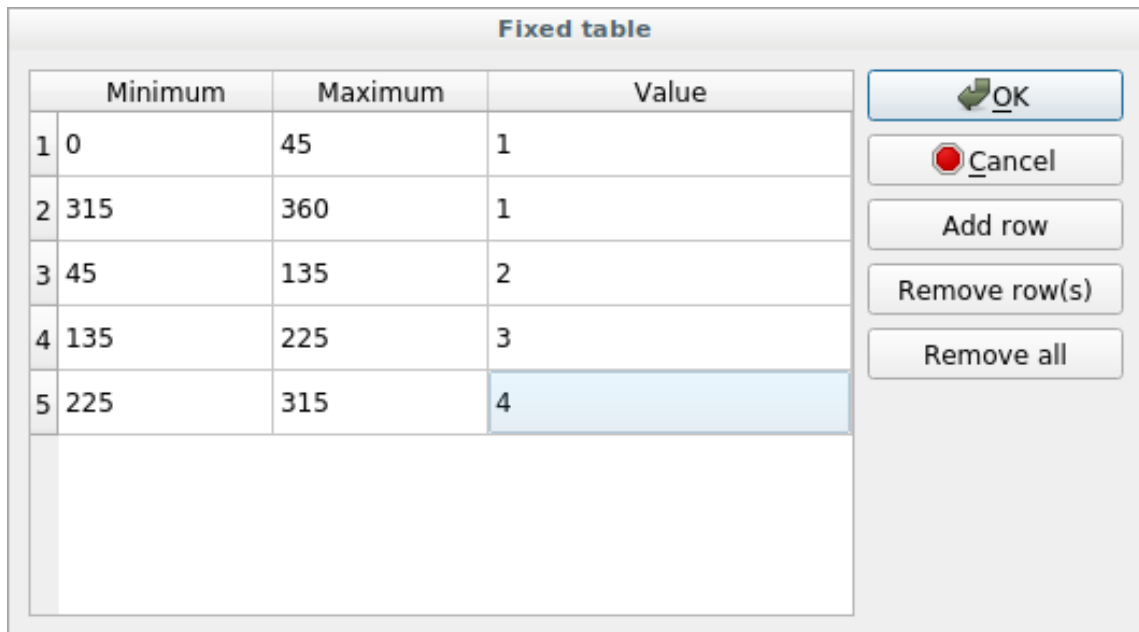 Fixed table
Minimum Maximum Value
1 0 45 1
2 315 360 1
3 45 135 2
4 135 225 3
5 225 315 4
OK
Cancel
Add row
Remove row(s)
Remove all